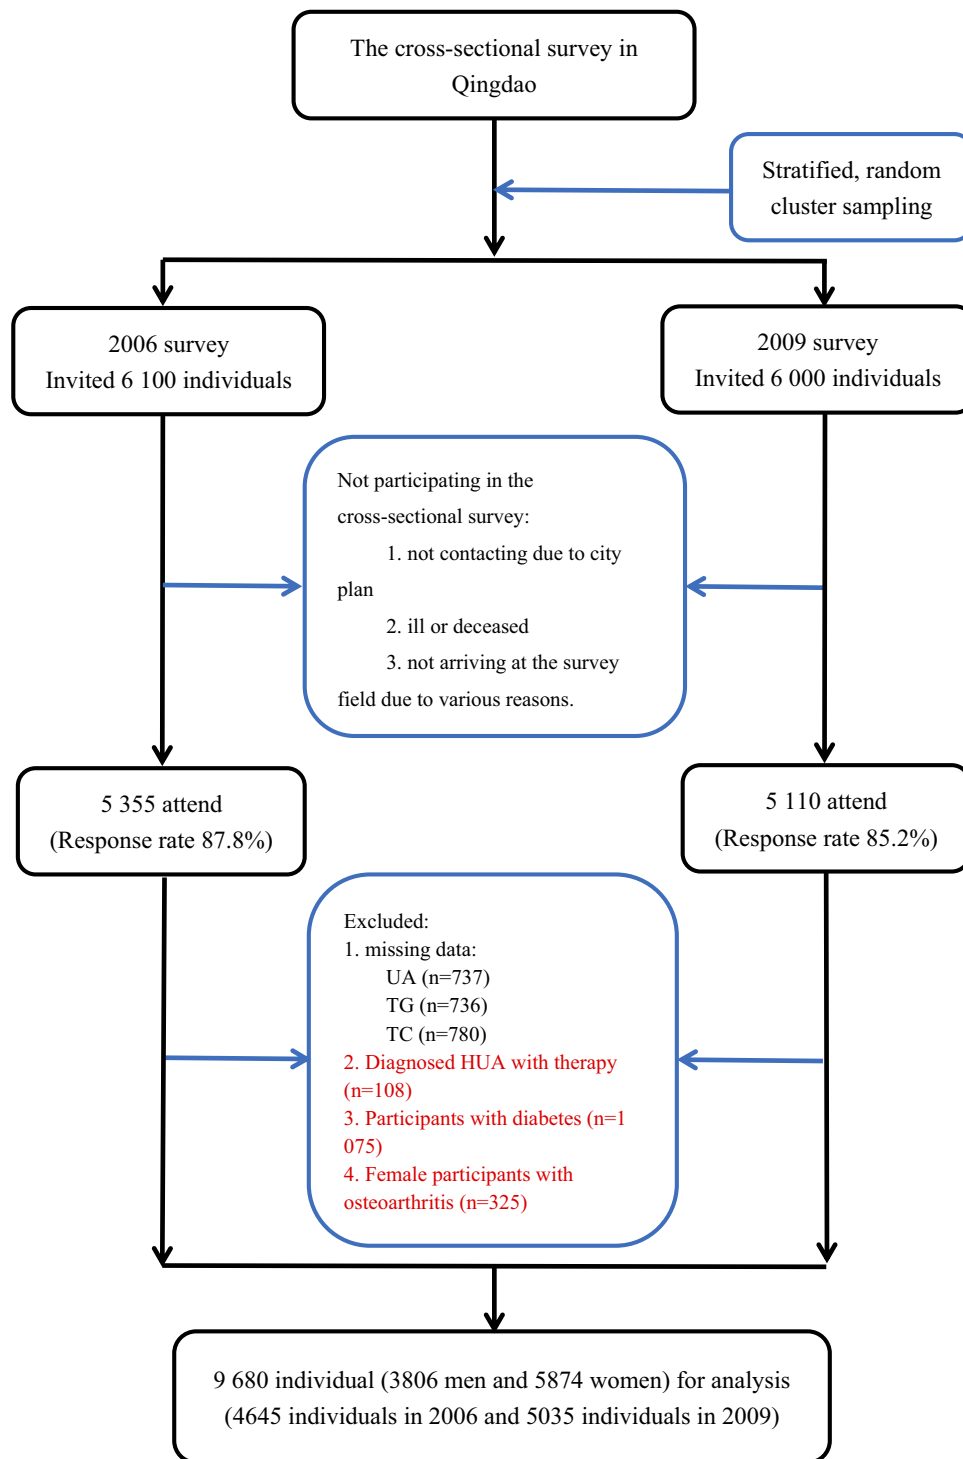 The cross-sectional survey in
Qingdao
Stratified, random
cluster sampling
2006 survey
Invited 6 100 individuals
2009 survey
Invited 6 000 individuals
Not participating in the
cross-sectional survey:
1. not contacting due to city
plan
2. ill or deceased
3. not arriving at the survey
field due to various reasons.
5 355 attend
(Response rate 87.8%)
5 110 attend
(Response rate 85.2%)
Excluded:
1. missing data:
UA (n=737)
TG (n=736)
TC (n=780)
2. Diagnosed HUA with therapy
(n=108)
3. Participants with diabetes (n=1
075)
4. Female participants with
osteoarthritis (n=325)
9 680 individual (3806 men and 5874 women) for analysis
(4645 individuals in 2006 and 5035 individuals in 2009)